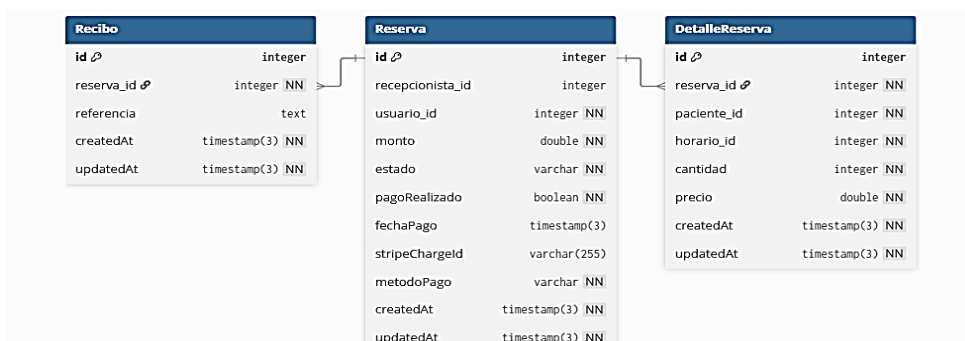 Recibo
id integer
reserva_id integer NN
referencia text
createdAt timestamp(3) NN
updatedAt timestamp(3) NN
Reserva
id integer
recepcionista_id integer
usuario_id integer NN
monto double NN
estado varchar NN
pagoRealizado boolean NN
fechaPago timestamp(3)
stripeChargeId varchar(255)
metodoPago varchar NN
createdAt timestamp(3) NN
updatedAt timestamp(3) NN
DetalleReserva
id integer
reserva_id integer NN
paciente_id integer NN
horario_id integer NN
cantidad integer NN
precio double NN
createdAt timestamp(3) NN
updatedAt timestamp(3) NN